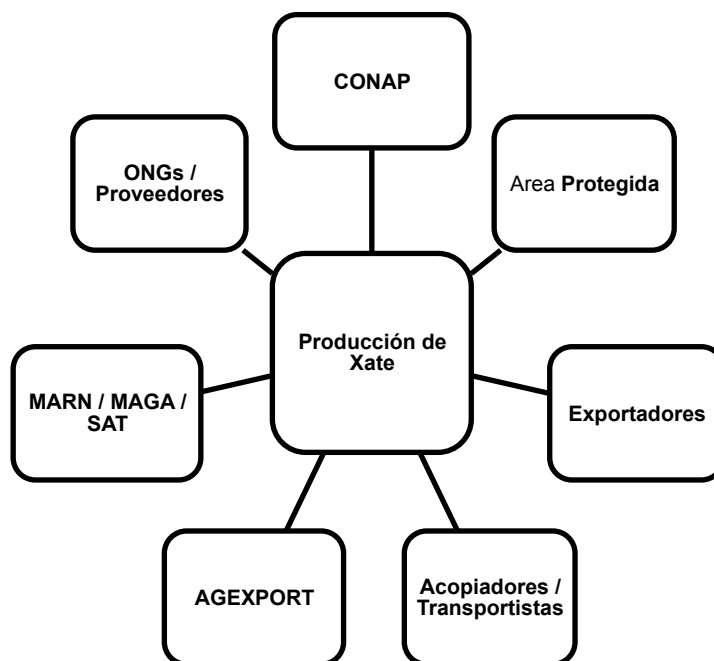 CONAP
ONGs /
Proveedores
Area Protegida
Producción de
Xate
MARN / MAGA /
SAT
Exportadores
AGEXPORT
Acopiadores /
Transportistas